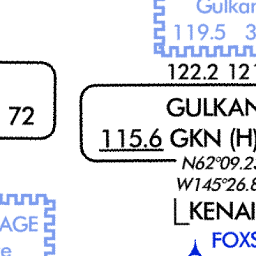 Gulkan
119.5 3
122.2 12
GULKAN
72
115.6 GKN (H)
N62°09.2
W145°26.8
KENAI
AGE
FOXS
e